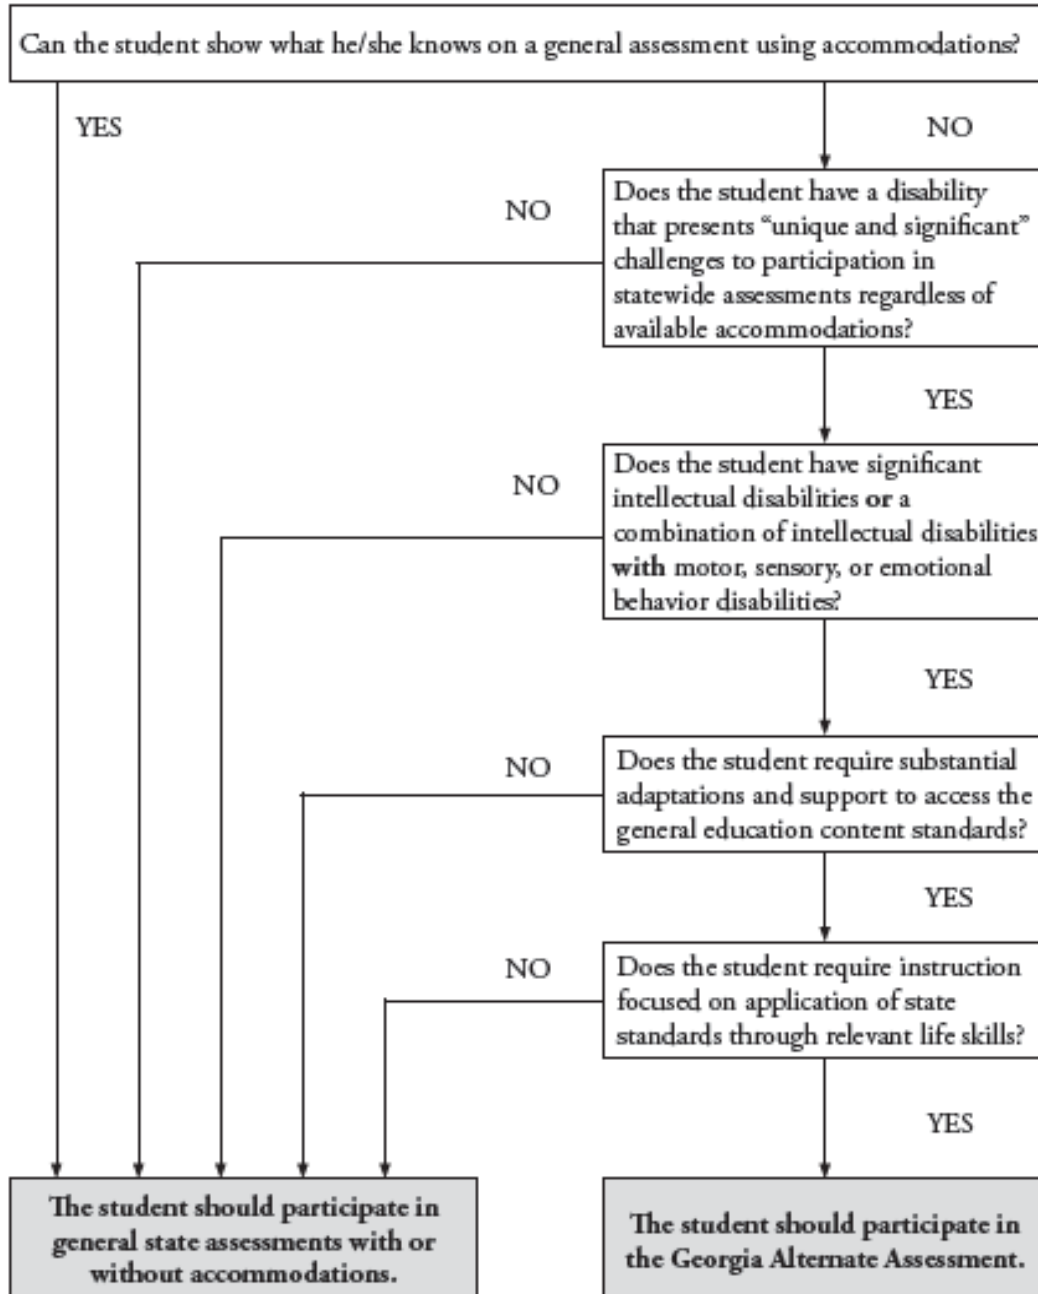 Can the student show what he/she knows on a general assessment using accommodations?
YES
NO
NO
Does the student have a disability
that presents “unique and significant”
challenges to participation in
statewide assessments regardless of
available accommodations?
YES
NO
Does the student have significant
intellectual disabilities or a
combination of intellectual disabilities
with motor, sensory, or emotional
behavior disabilities?
YES
NO
Does the student require substantial
adaptations and support to access the
general education content standards?
YES
NO
Does the student require instruction
focused on application of state
standards through relevant life skills?
YES
The student should participate in
general state assessments with or
without accommodations.
The student should participate in
the Georgia Alternate Assessment.